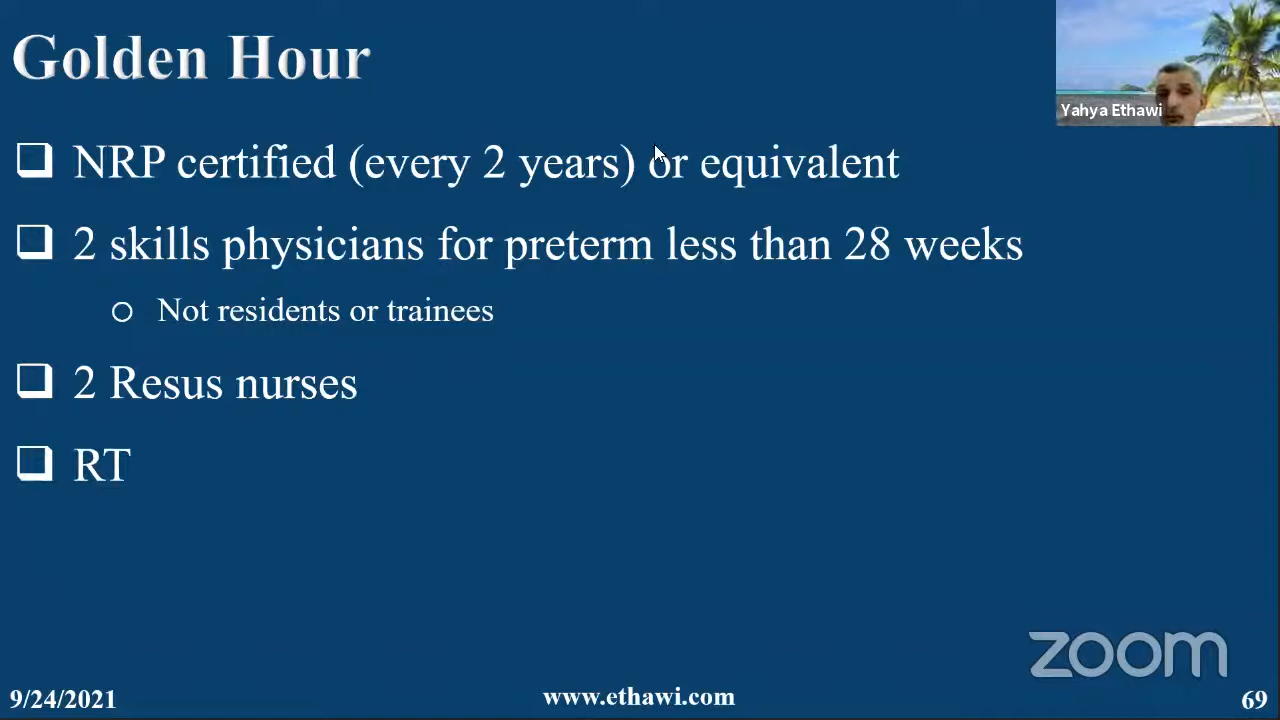 Golden Hour
Yahya Ethawi
NRP certified (every 2 years) or equivalent
2 skills physicians for preterm less than 28 weeks
Not residents or trainees
2 Resus nurses
RT
zoom
9/24/2021
www.ethawi.com
69